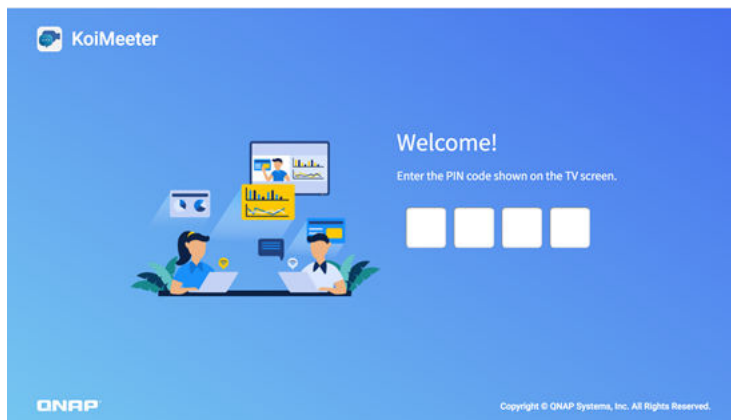 KoiMeeter
Welcome!
Enter the PIN code shown on the TV screen.
QNAP
Copyright © QNAP Systems, Inc. All Rights Reserved.